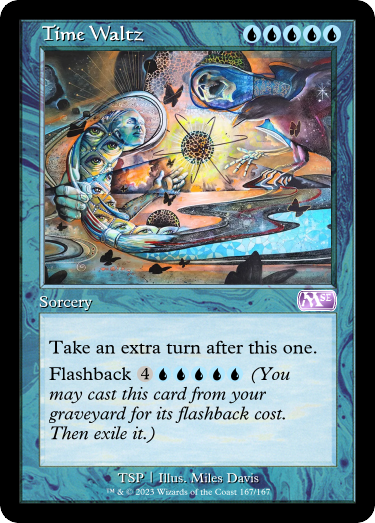 Time Waltz
Sorcery
MSE
Take an extra turn after this one.
Flashback 4 (You
may cast this card from your
graveyard for its flashback cost.
Then exile it.)
TSP | Illus. Miles Davis
™ & © 2023 Wizards of the Coast 167/167